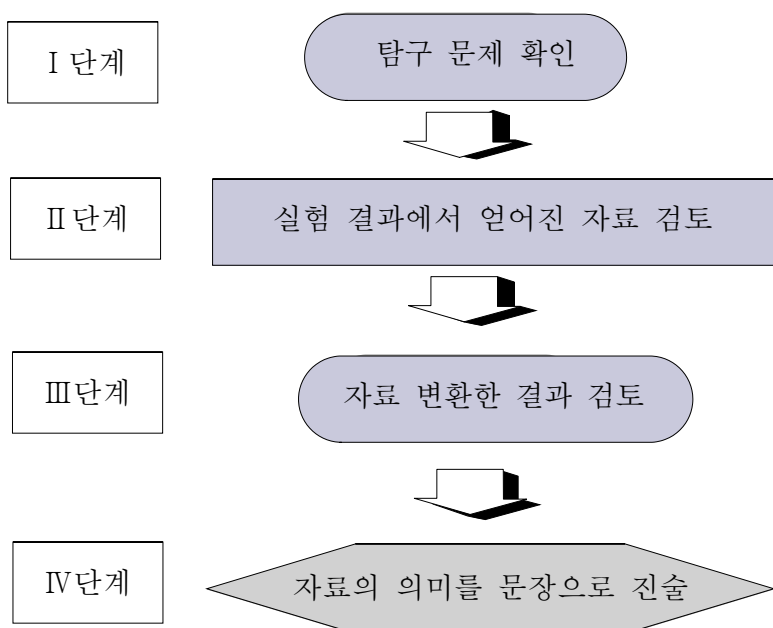 Ⅰ단계
탐구 문제 확인
Ⅱ단계
실험 결과에서 얻어진 자료 검토
Ⅲ단계
자료 변환한 결과 검토
Ⅳ단계
자료의 의미를 문장으로 진술